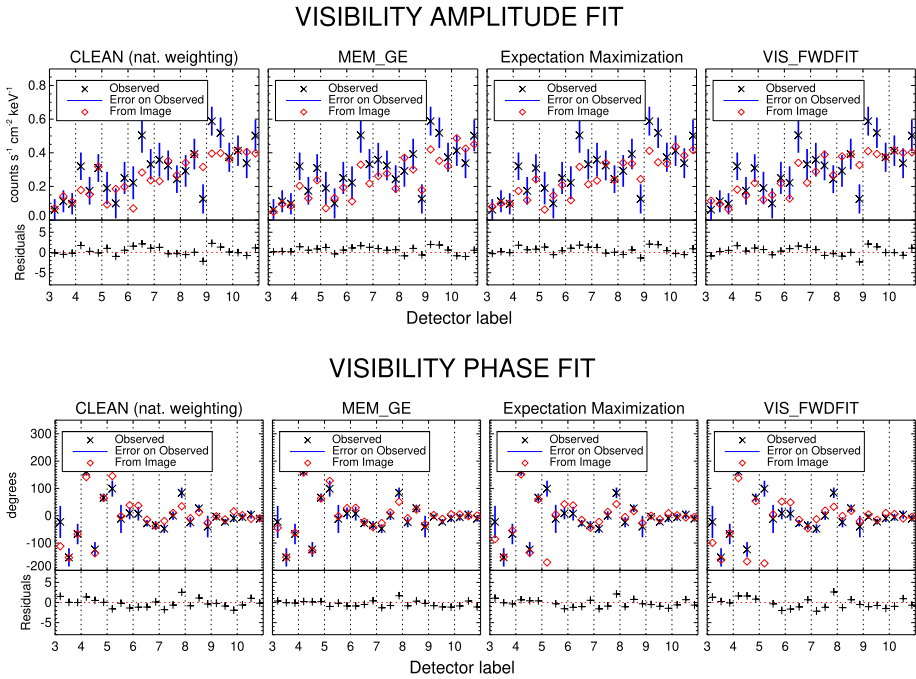 VISIBILITY AMPLITUDE FIT
CLEAN (nat. weighting) MEM_GE Expectation Maximization VIS_FWDFIT
Observed Observed Observed Observed
Error on Observed Error on Observed Error on Observed Error on Observed
From Image From Image From Image From Image
counts s⁻¹ cm⁻² keV⁻¹
0.8
0.6
0.4
0.2
0.0
Residuals
5
0
-5
3 4 5 6 7 8 9 10 3 4 5 6 7 8 9 10 3 4 5 6 7 8 9 10 3 4 5 6 7 8 9 10
Detector label
VISIBILITY PHASE FIT
CLEAN (nat. weighting) MEM_GE Expectation Maximization VIS_FWDFIT
Observed Observed Observed Observed
Error on Observed Error on Observed Error on Observed Error on Observed
From Image From Image From Image From Image
degrees
300
200
100
0
-100
-200
Residuals
5
0
-5
3 4 5 6 7 8 9 10 3 4 5 6 7 8 9 10 3 4 5 6 7 8 9 10 3 4 5 6 7 8 9 10
Detector label